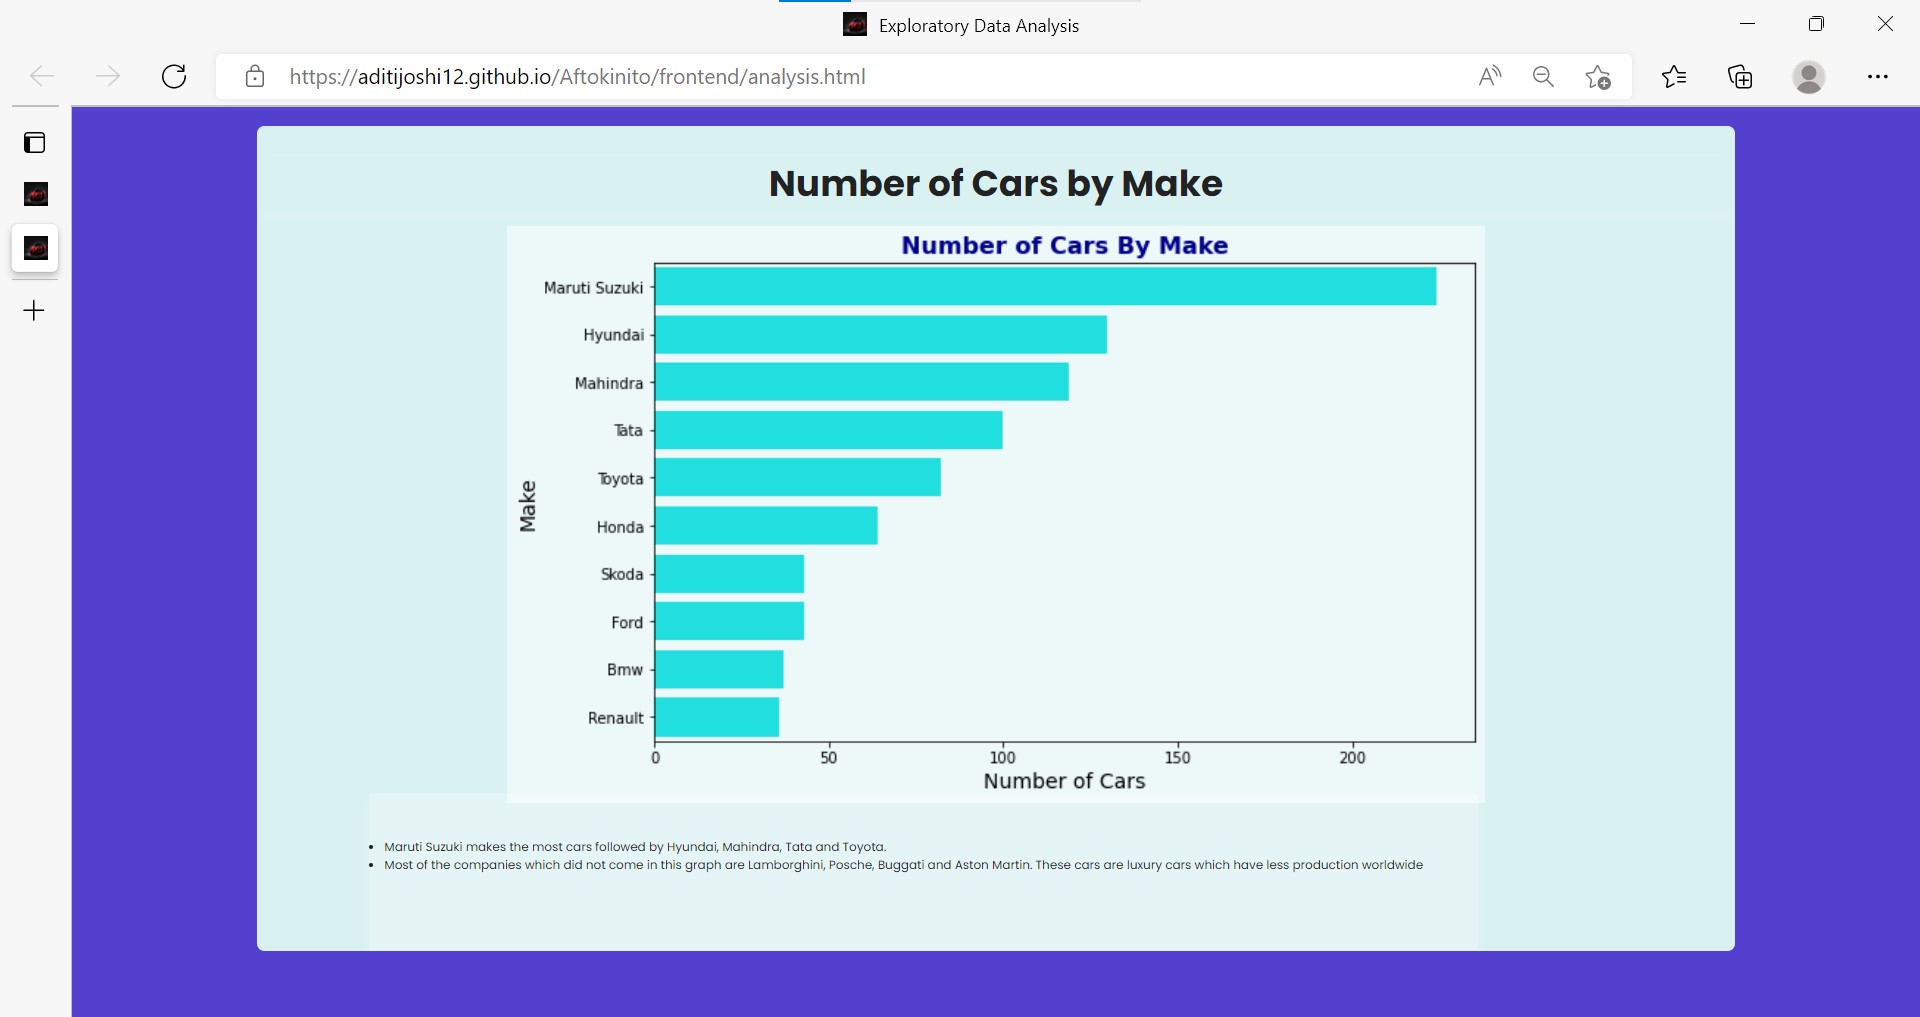 Exploratory Data Analysis
https://aditijoshi12.github.io/Aftokinito/frontend/analysis.html
Number of Cars by Make
Number of Cars By Make
Make
Maruti Suzuki
Hyundai
Mahindra
Tata
Toyota
Honda
Skoda
Ford
Bmw
Renault
0 50 100 150 200
Number of Cars
• Maruti Suzuki makes the most cars followed by Hyundai, Mahindra, Tata and Toyota.
• Most of the companies which did not come in this graph are Lamborghini, Posche, Buggati and Aston Martin. These cars are luxury cars which have less production worldwide